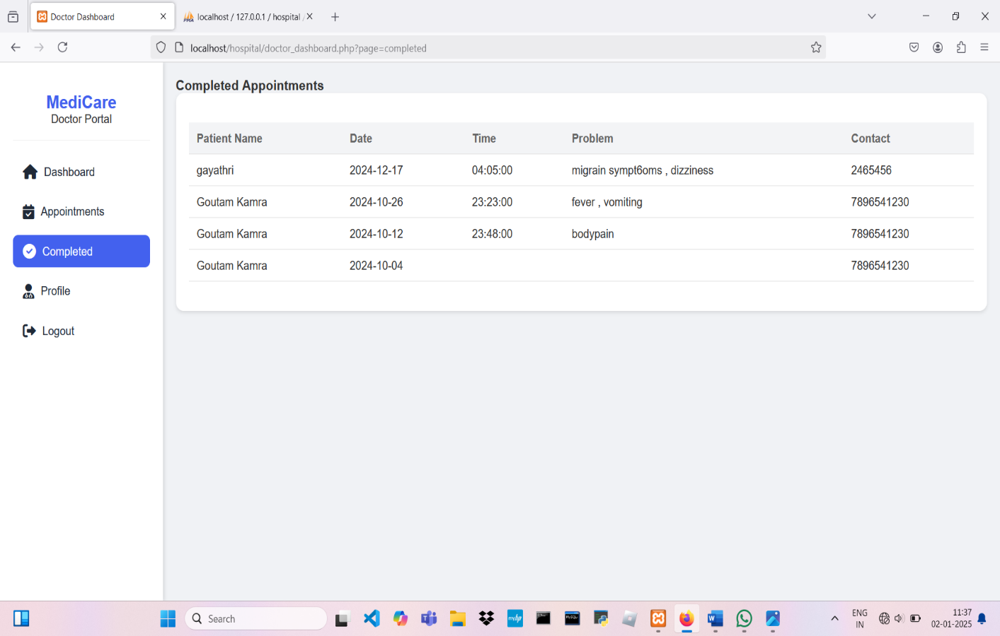 Doctor Dashboard
localhost / 127.0.0.1 / hospital /
localhost/hospital/doctor_dashboard.php?page=completed
MediCare
Doctor Portal
Dashboard
Appointments
Completed
Profile
Logout
Completed Appointments
Patient Name Date Time Problem Contact
gayathri 2024-12-17 04:05:00 migrain sympt6oms , dizziness 2465456
Goutam Kamra 2024-10-26 23:23:00 fever , vomiting 7896541230
Goutam Kamra 2024-10-12 23:48:00 bodypain 7896541230
Goutam Kamra 2024-10-04 7896541230
Search
ENG
IN
11:37
02-01-2025